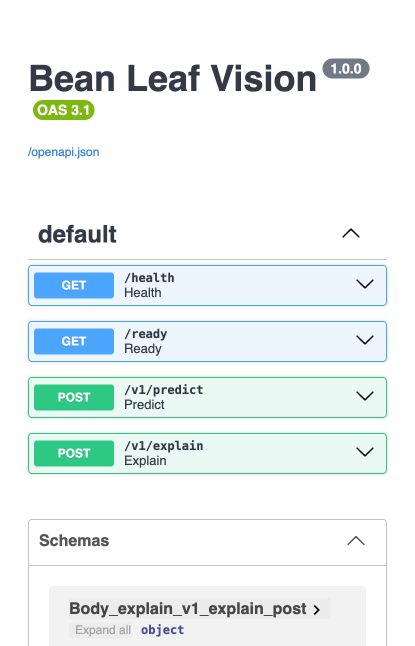 Bean Leaf Vision 1.0.0
OAS 3.1
/openapi.json
default
GET /health
Health
GET /ready
Ready
POST /v1/predict
Predict
POST /v1/explain
Explain
Schemas
Body_explain_v1_explain_post
Expand all object